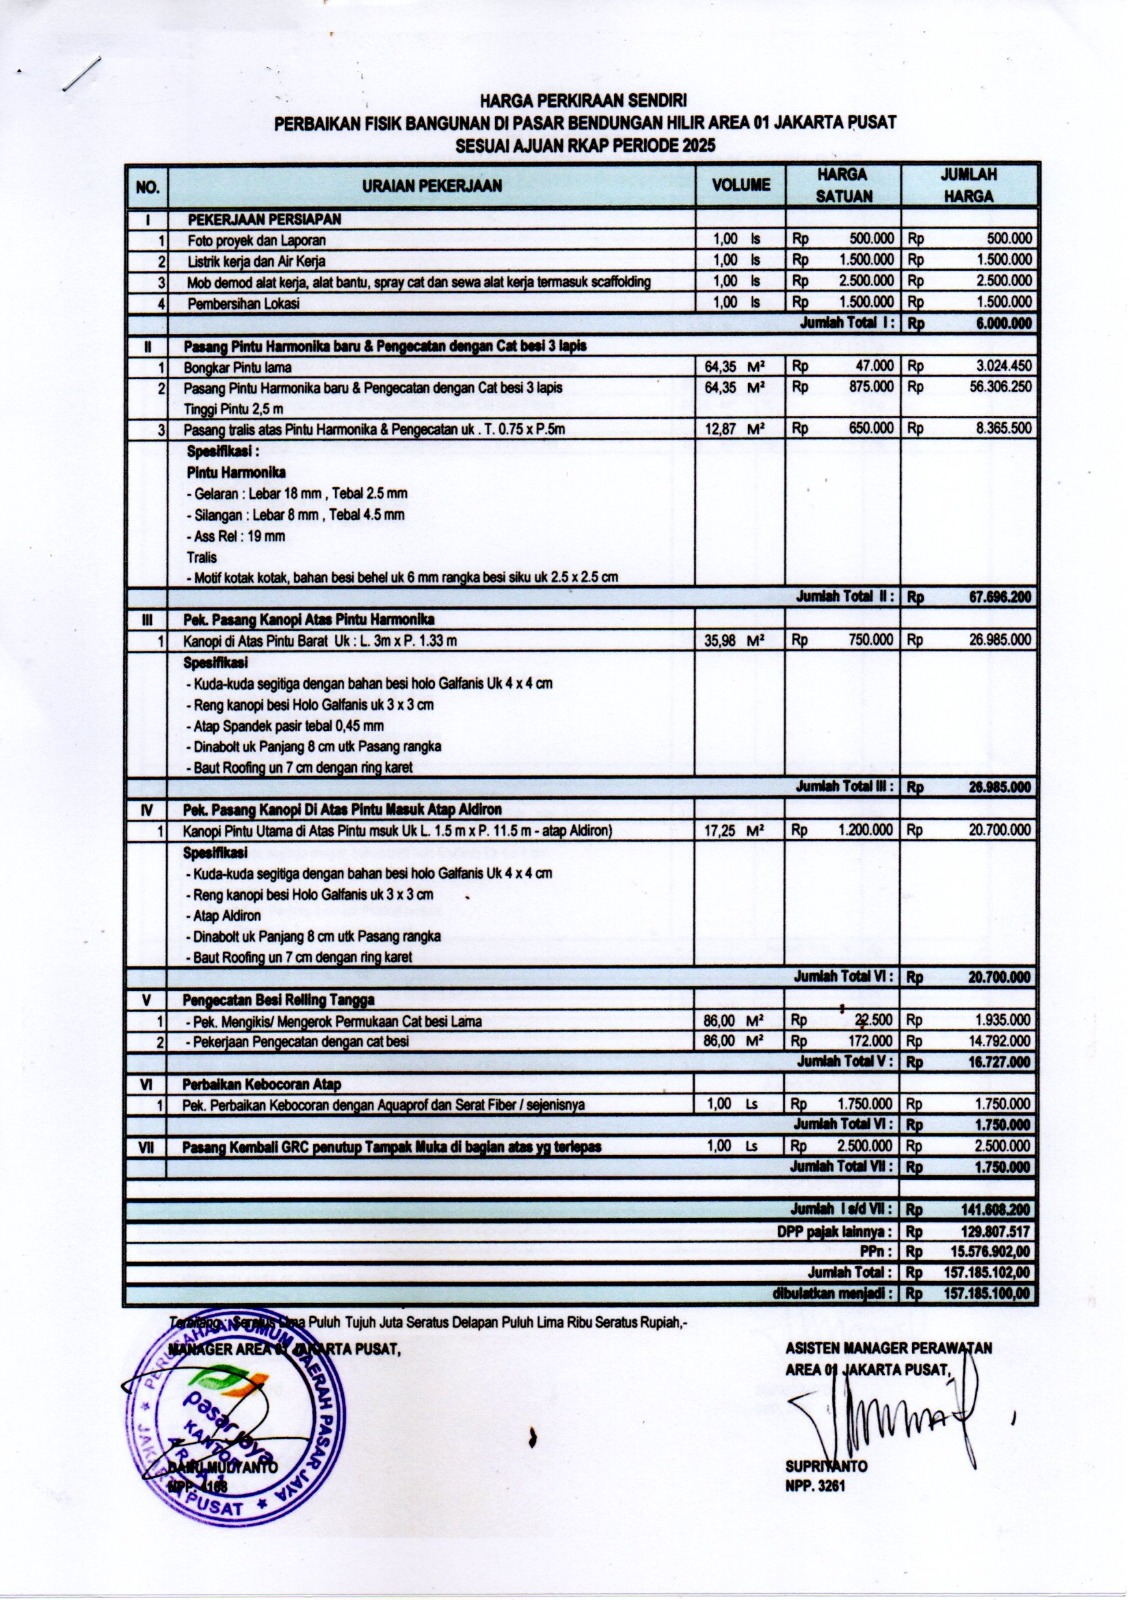 HARGA PERKIRAAN SENDIRI
PERBAIKAN FISIK BANGUNAN DI PASAR BENDUNGAN HILIR AREA 01 JAKARTA PUSAT
SESUAI AJUAN RKAP PERIODE 2025
NO. URAIAN PEKERJAAN VOLUME HARGA SATUAN JUMLAH HARGA
I PEKERJAAN PERSIAPAN
1 Foto proyek dan Laporan 1,00 ls Rp 500.000 Rp 500.000
2 Listrik kerja dan Air Kerja 1,00 ls Rp 1.500.000 Rp 1.500.000
3 Mob demod alat kerja, alat bantu, spray cat dan sewa alat kerja termasuk scaffolding 1,00 ls Rp 2.500.000 Rp 2.500.000
4 Pembersihan Lokasi 1,00 ls Rp 1.500.000 Rp 1.500.000
Jumlah Total I : Rp 6.000.000
II Pasang Pintu Harmonika baru & Pengecatan dengan Cat besi 3 lapis
1 Bongkar Pintu lama 64,35 M² Rp 47.000 Rp 3.024.450
2 Pasang Pintu Harmonika baru & Pengecatan dengan Cat besi 3 lapis 64,35 M² Rp 875.000 Rp 56.306.250
Tinggi Pintu 2,5 m
3 Pasang tralis atas Pintu Harmonika & Pengecatan uk . T. 0.75 x P.5m 12,87 M² Rp 650.000 Rp 8.365.500
Spesifikasi :
Pintu Harmonika
- Gelaran : Lebar 18 mm , Tebal 2.5 mm
- Silangan : Lebar 8 mm , Tebal 4.5 mm
- Ass Rel : 19 mm
Tralis
- Motif kotak kotak, bahan besi behel uk 6 mm rangka besi siku uk 2.5 x 2.5 cm
Jumlah Total II : Rp 67.696.200
III Pek. Pasang Kanopi Atas Pintu Harmonika
1 Kanopi di Atas Pintu Barat Uk : L. 3m x P. 1.33 m 35,98 M² Rp 750.000 Rp 26.985.000
Spesifikasi
- Kuda-kuda segitiga dengan bahan besi holo Galfanis Uk 4 x 4 cm
- Reng kanopi besi Holo Galfanis uk 3 x 3 cm
- Atap Spandek pasir tebal 0,45 mm
- Dinabolt uk Panjang 8 cm utk Pasang rangka
- Baut Roofing un 7 cm dengan ring karet
Jumlah Total III : Rp 26.985.000
IV Pek. Pasang Kanopi Di Atas Pintu Masuk Atap Aldiron
1 Kanopi Pintu Utama di Atas Pintu msuk Uk L. 1.5 m x P. 11.5 m - atap Aldiron) 17,25 M² Rp 1.200.000 Rp 20.700.000
Spesifikasi
- Kuda-kuda segitiga dengan bahan besi holo Galfanis Uk 4 x 4 cm
- Reng kanopi besi Holo Galfanis uk 3 x 3 cm
- Atap Aldiron
- Dinabolt uk Panjang 8 cm utk Pasang rangka
- Baut Roofing un 7 cm dengan ring karet
Jumlah Total VI : Rp 20.700.000
V Pengecatan Besi Relling Tangga
1 - Pek. Mengikis/ Mengerok Permukaan Cat besi Lama 86,00 M² Rp 22.500 Rp 1.935.000
2 - Pekerjaan Pengecatan dengan cat besi 86,00 M² Rp 172.000 Rp 14.792.000
Jumlah Total V : Rp 16.727.000
VI Perbaikan Kebocoran Atap
1 Pek. Perbaikan Kebocoran dengan Aquaprof dan Serat Fiber / sejenisnya 1,00 Ls Rp 1.750.000 Rp 1.750.000
Jumlah Total VI : Rp 1.750.000
VII Pasang Kembali GRC penutup Tampak Muka di bagian atas yg terlepas 1,00 Ls Rp 2.500.000 Rp 2.500.000
Jumlah Total VII : Rp 1.750.000
Jumlah I s/d VII : Rp 141.608.200
DPP pajak lainnya : Rp 129.807.517
PPn : Rp 15.576.902,00
Jumlah Total : Rp 157.185.102,00
dibulatkan menjadi : Rp 157.185.100,00
Terbilang : Seratus Lima Puluh Tujuh Juta Seratus Delapan Puluh Lima Ribu Seratus Rupiah,-
MANAGER AREA 01 JAKARTA PUSAT,
ASISTEN MANAGER PERAWATAN
AREA 01 JAKARTA PUSAT,
PERUSAHAAN UMUM DAERAH PASAR JAYA
pasar jaya
KANTOR
AREA 1
JAKARTA PUSAT
MUDYANTO
NPP. 4168
SUPRIYANTO
NPP. 3261